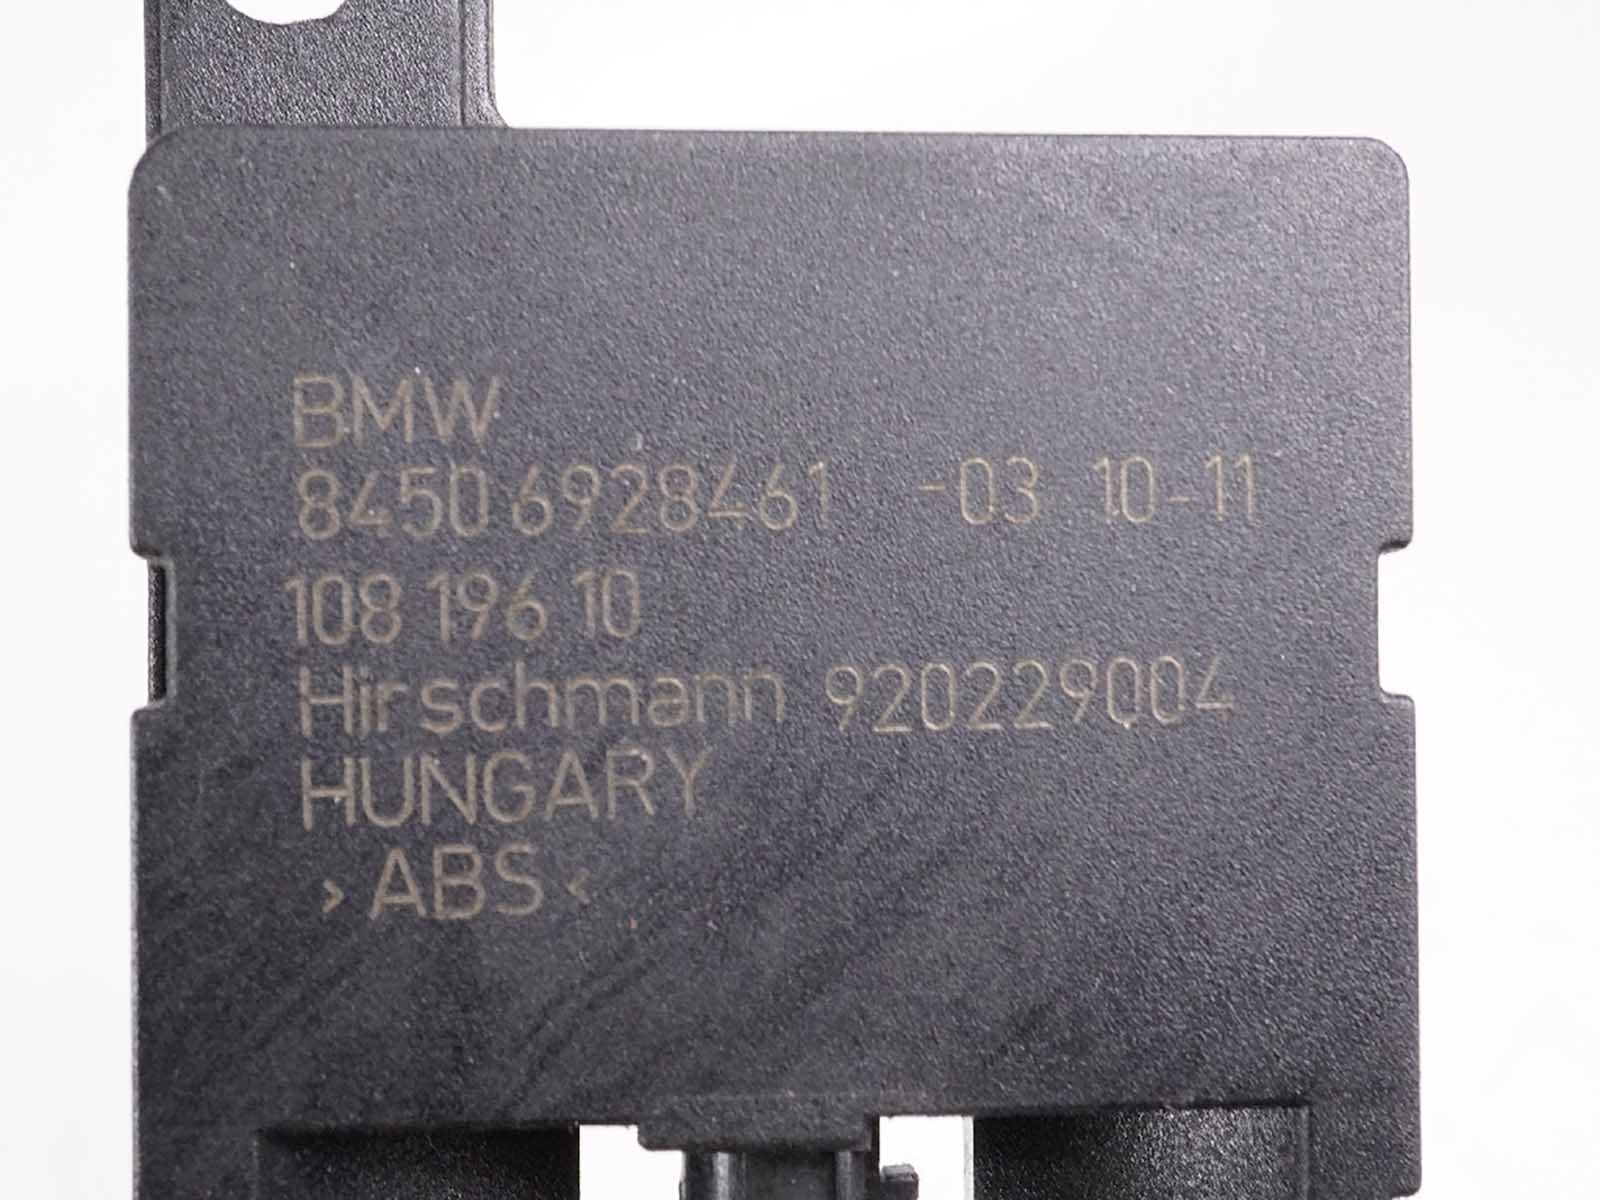 BMW
8450 6928461 -03 10-11
108 196 10
Hirschmann 920229004
HUNGARY
>ABS<